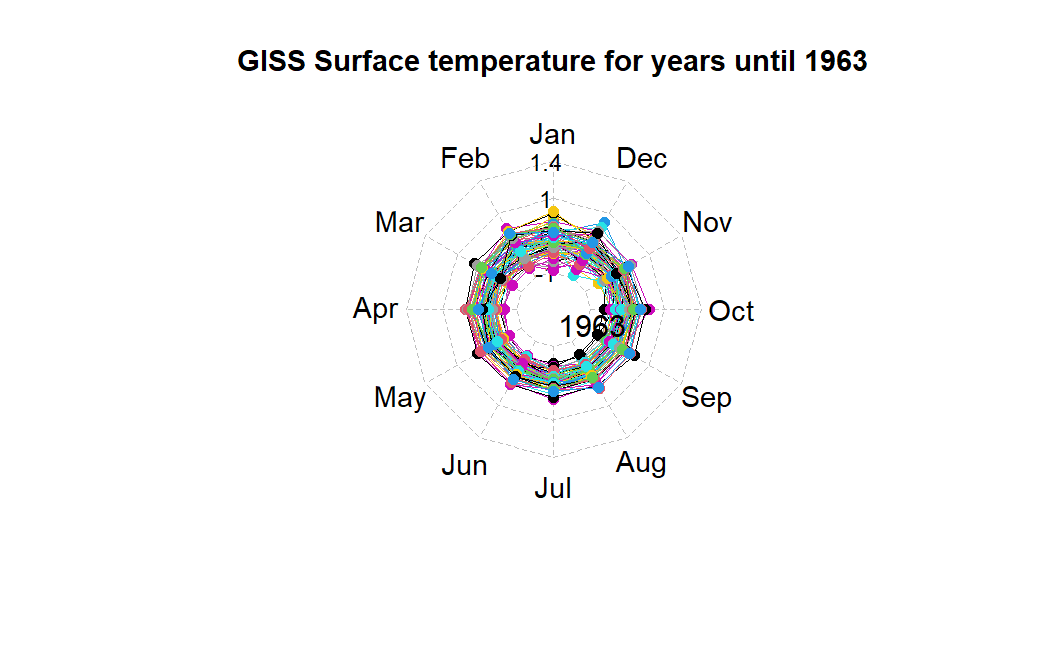 GISS Surface temperature for years until 1963
Jan
1.4
Feb
Dec
1
Mar
Nov
-1
Apr
Oct
1963
May
Sep
Jun
Aug
Jul